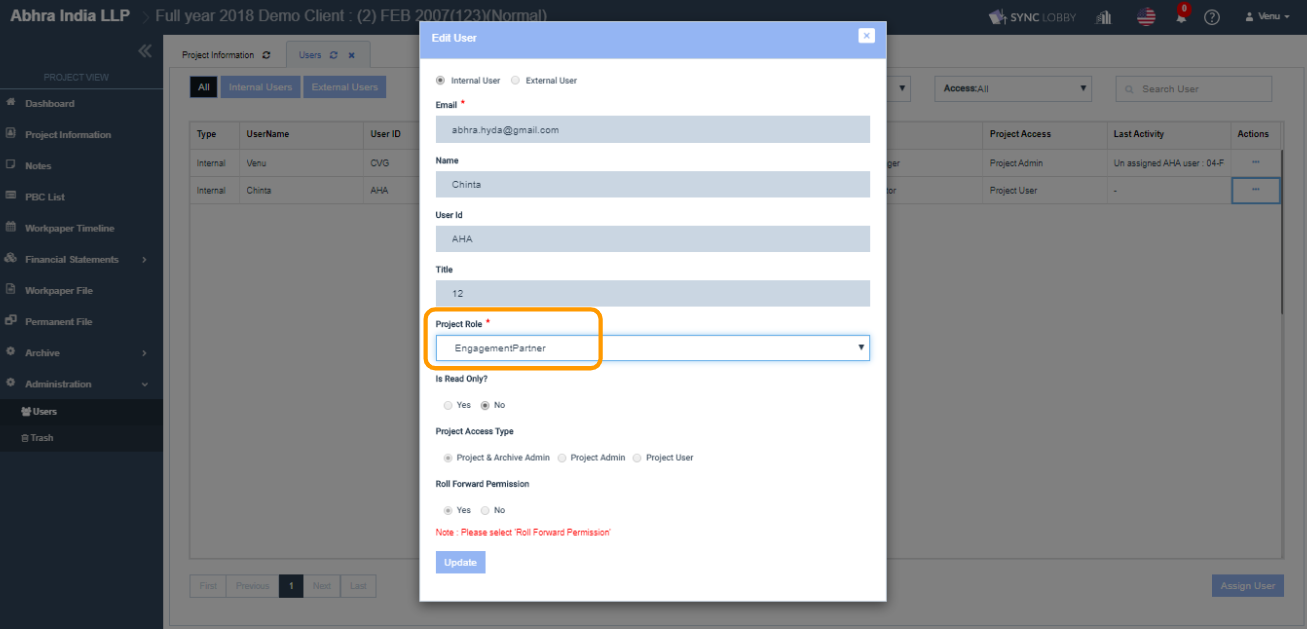 Abhra India LLP > Full year 2018 Demo Client : (2) FEB 2007(123)(Normal)
SYNC LOBBY
0
Venu
PROJECT VIEW
Dashboard
Project Information
Notes
PBC List
Workpaper Timeline
Financial Statements
Workpaper File
Permanent File
Archive
Administration
Users
Trash
Project Information
Users
All Internal Users External Users
Access:All
Search User
Type UserName User ID Project Access Last Activity Actions
Internal Venu CVG ger Project Admin Un assigned AHA user : 04-F ...
Internal Chinta AHA tor Project User - ...
First Previous 1 Next Last
Assign User
Edit User
Internal User External User
Email *
abhra.hyda@gmail.com
Name
Chinta
User Id
AHA
Title
12
Project Role *
EngagementPartner
Is Read Only?
Yes No
Project Access Type
Project & Archive Admin Project Admin Project User
Roll Forward Permission
Yes No
Note : Please select 'Roll Forward Permission'
Update